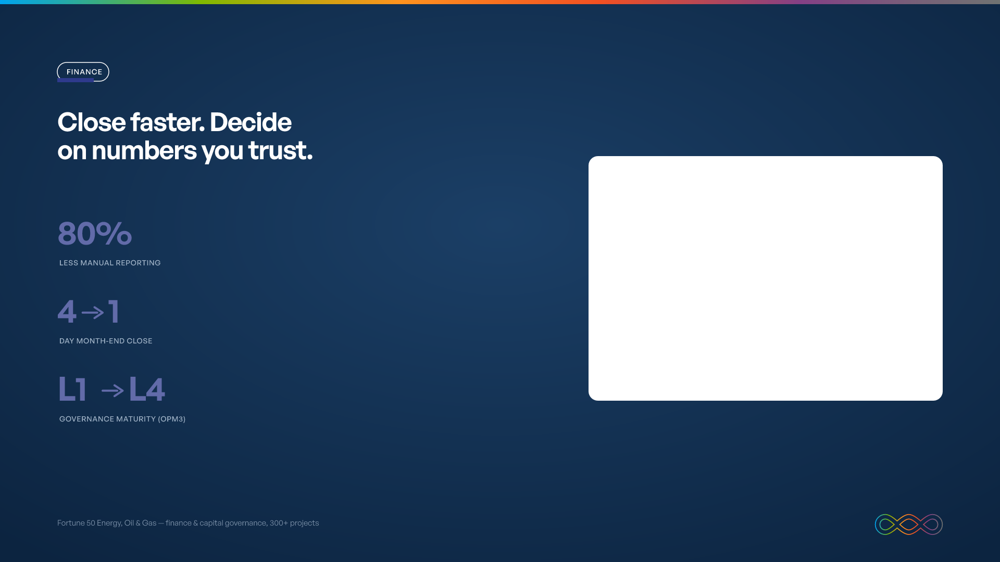 FINANCE
Close faster. Decide
on numbers you trust.
80%
LESS MANUAL REPORTING
4 → 1
DAY MONTH-END CLOSE
L1 → L4
GOVERNANCE MATURITY (OPM3)
Fortune 50 Energy, Oil & Gas — finance & capital governance, 300+ projects